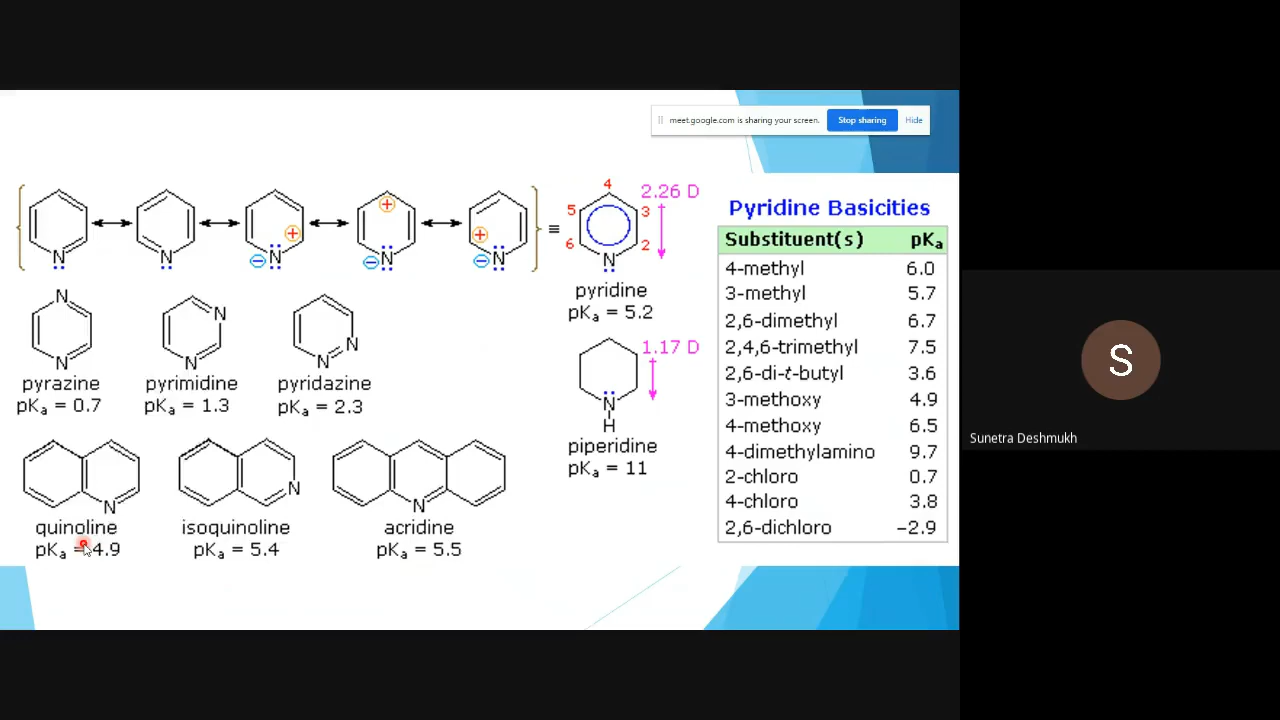 meet.google.com is sharing your screen. Stop sharing Hide
4 2.26 D
5 3
6 2
N N N N N N
pyridine
pKa = 5.2
N N
N N N N
pyrazine pyrimidine pyridazine
pKa = 0.7 pKa = 1.3 pKa = 2.3
1.17 D
N
H
piperidine
pKa = 11
N N N
quinoline isoquinoline acridine
pKa = 4.9 pKa = 5.4 pKa = 5.5
Pyridine Basicities
Substituent(s) pKa
4-methyl 6.0
3-methyl 5.7
2,6-dimethyl 6.7
2,4,6-trimethyl 7.5
2,6-di-t-butyl 3.6
3-methoxy 4.9
4-methoxy 6.5
4-dimethylamino 9.7
2-chloro 0.7
4-chloro 3.8
2,6-dichloro −2.9
S
Sunetra Deshmukh